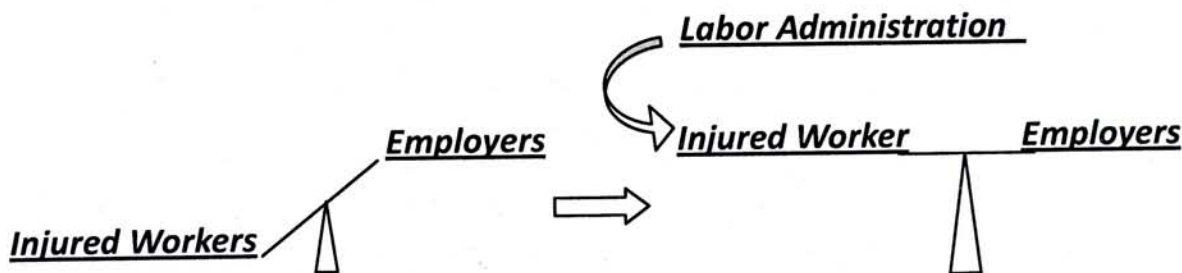 Labor Administration
Employers
Injured Workers
Injured Worker
Employers